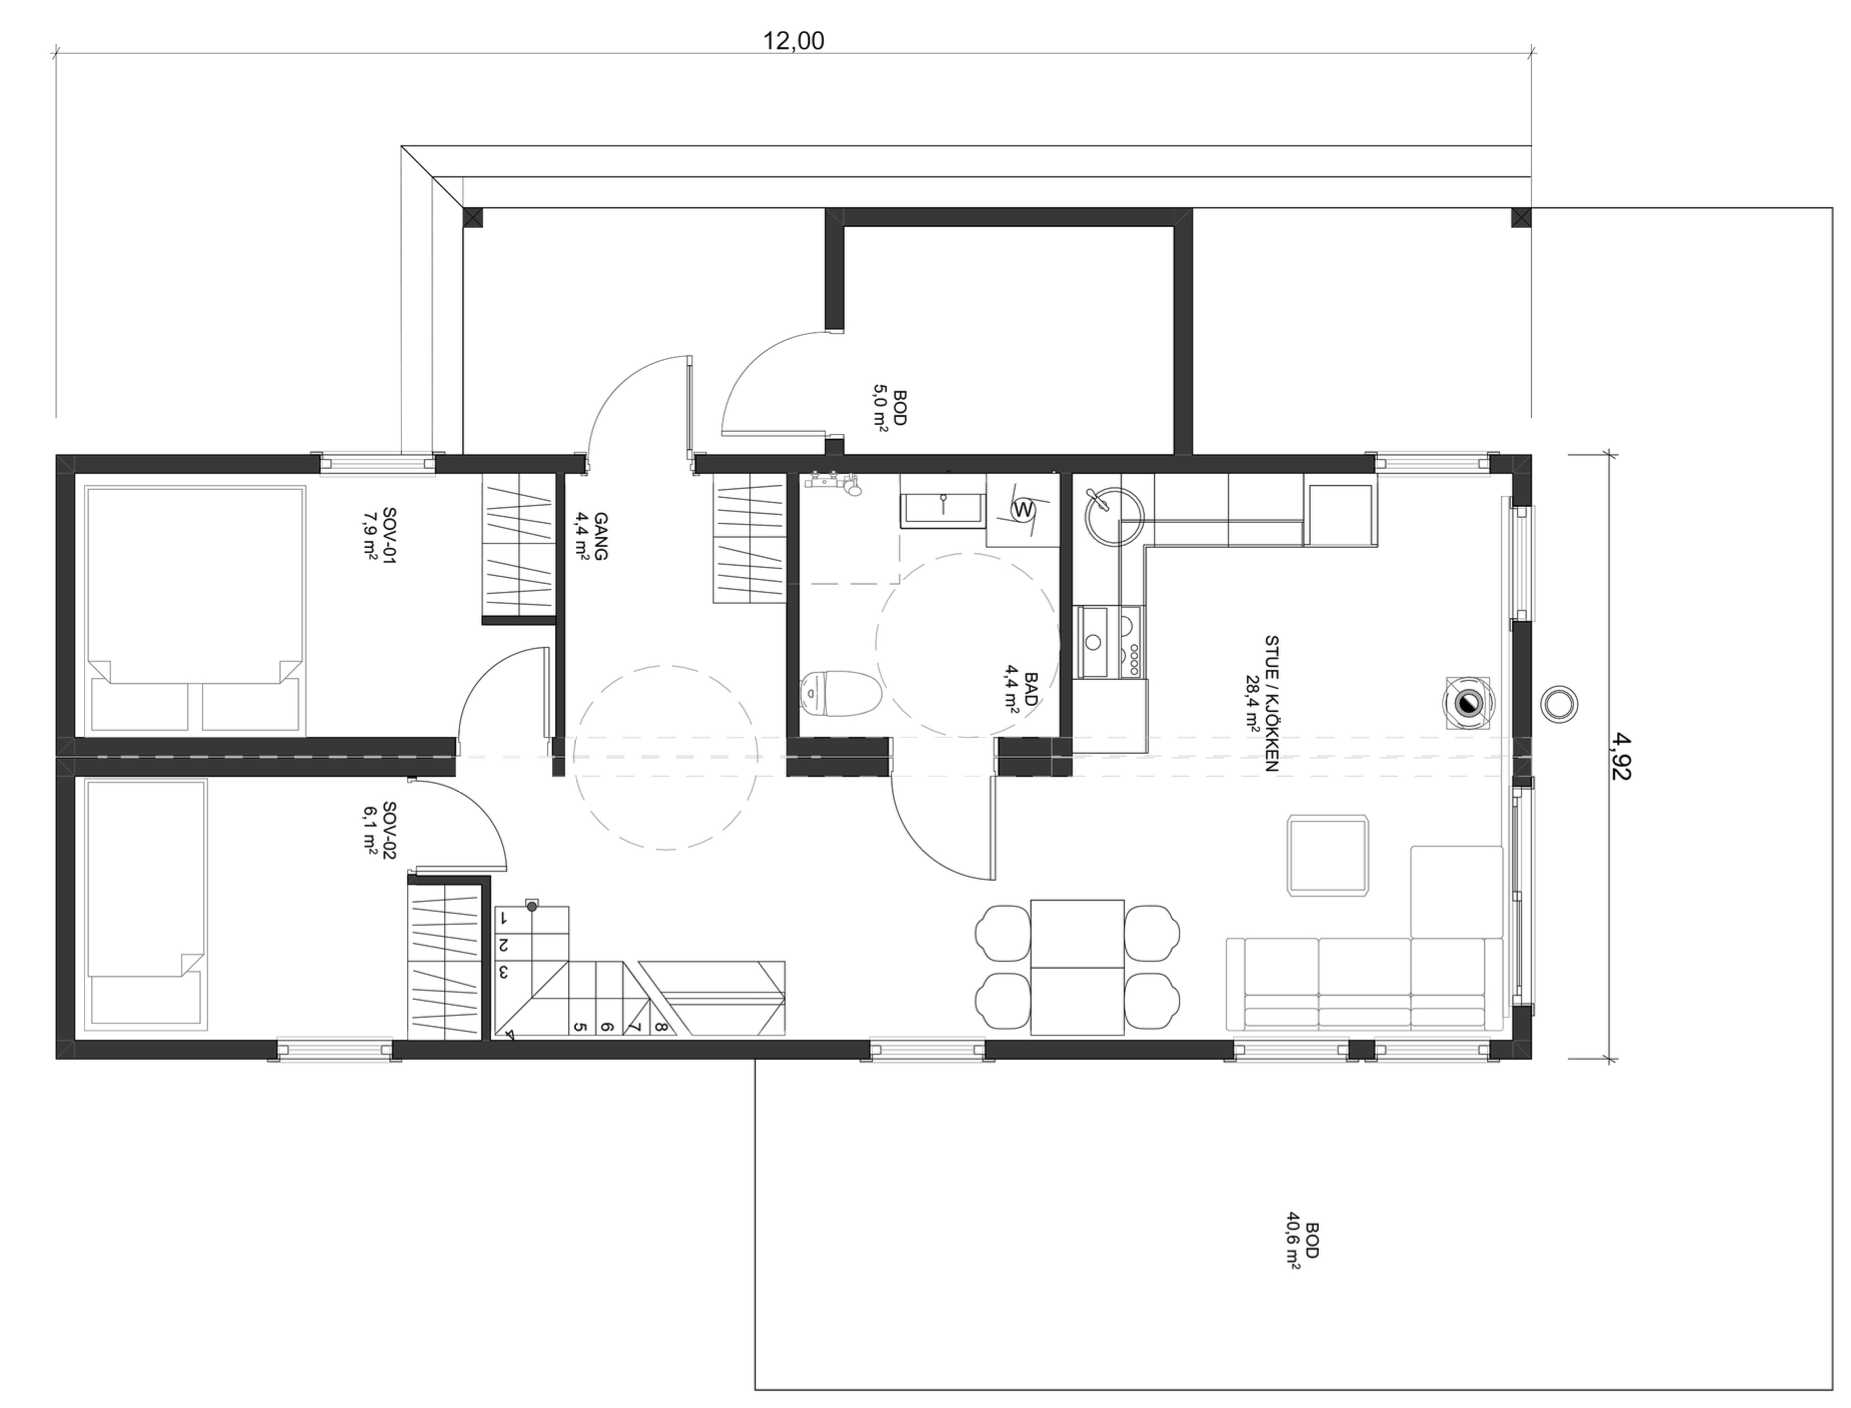 12,00
BOD
5,0 m²
SOV-01
7,9 m²
GANG
4,4 m²
W
BAD
4,4 m²
STUE / KJÖKKEN
28,4 m²
4,92
SOV-02
6,1 m²
1
2
3
4
5
6
7
8
BOD
40,6 m²